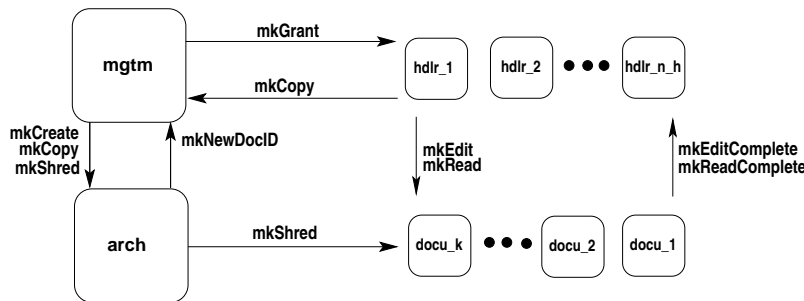 mkGrant
mgtm
hdlr_1
hdlr_2
hdlr_n_h
mkCopy
mkCreate
mkCopy
mkShred
mkNewDocID
mkEdit
mkRead
mkEditComplete
mkReadComplete
arch
mkShred
docu_k
docu_2
docu_1